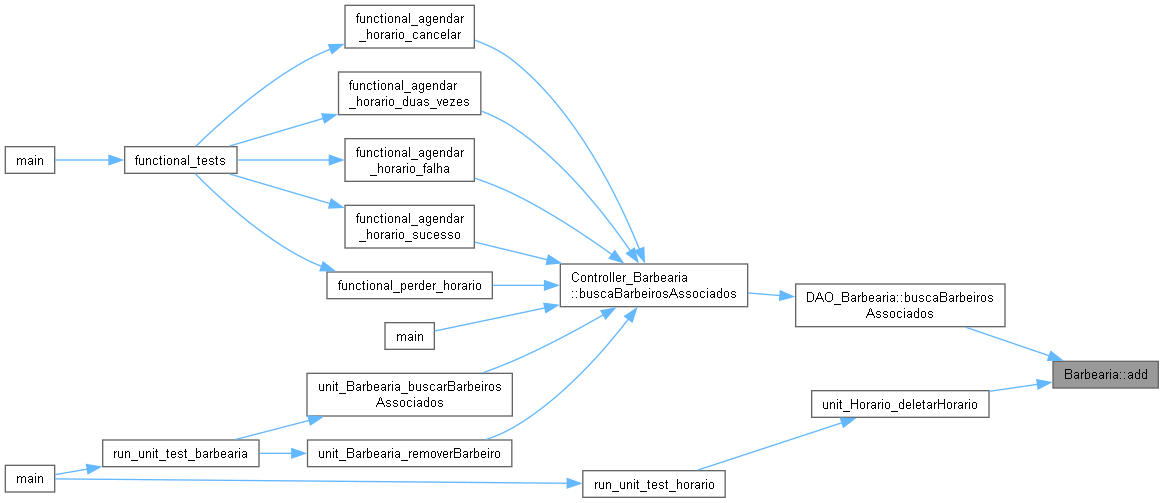 functional_agendar
_horario_cancelar
functional_agendar
_horario_duas_vezes
main
functional_tests
functional_agendar
_horario_falha
functional_agendar
_horario_sucesso
functional_perder_horario
Controller_Barbearia
::buscaBarbeirosAssociados
DAO_Barbearia::buscaBarbeiros
Associados
main
Barbearia::add
unit_Barbearia_buscarBarbeiros
Associados
unit_Horario_deletarHorario
run_unit_test_barbearia
unit_Barbearia_removerBarbeiro
main
run_unit_test_horario